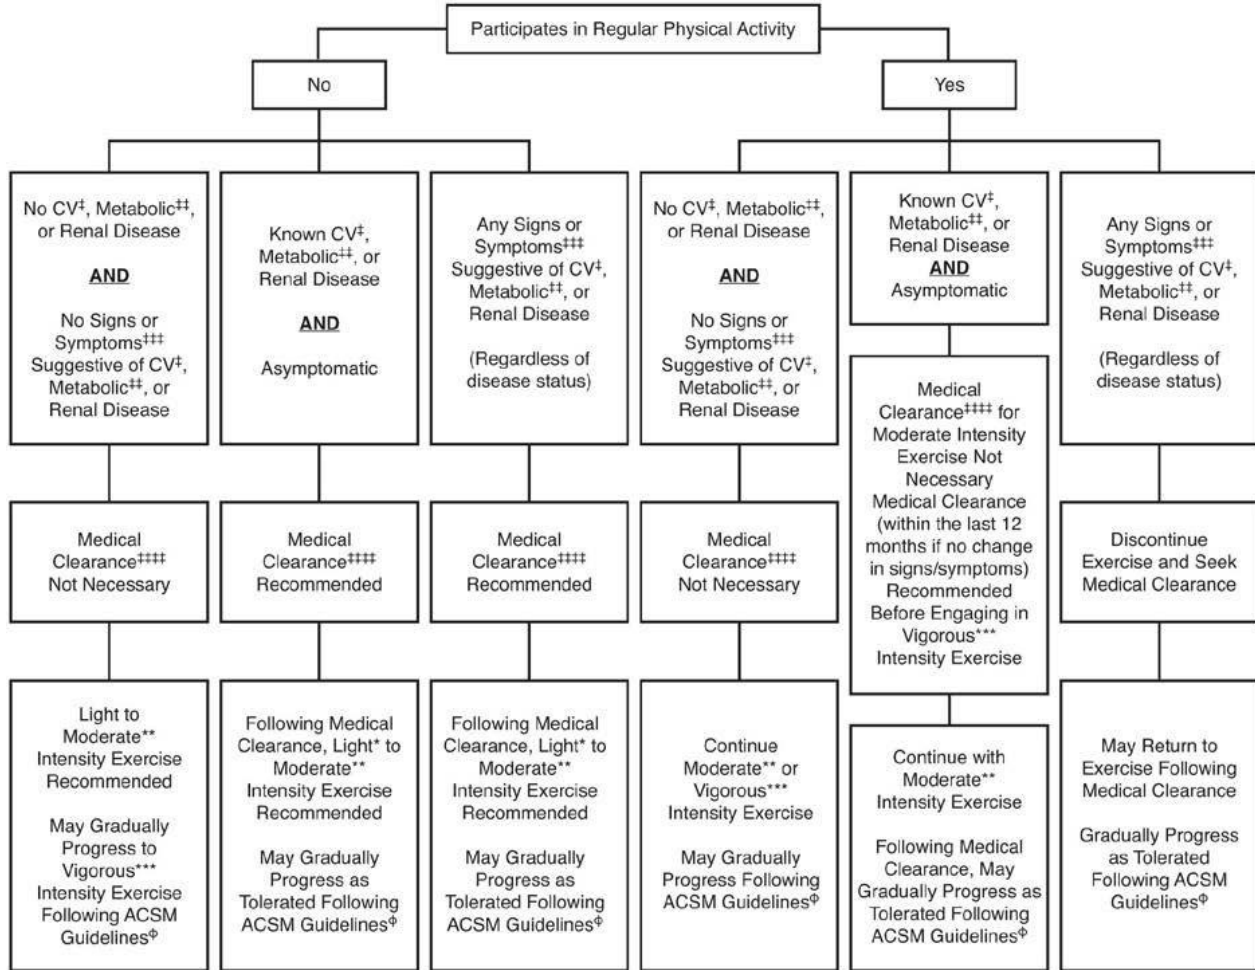 Participates in Regular Physical Activity
No
Yes
No CV‡, Metabolic‡‡,
or Renal Disease
AND
No Signs or
Symptoms‡‡‡
Suggestive of CV‡,
Metabolic‡‡, or
Renal Disease
Known CV‡,
Metabolic‡‡, or
Renal Disease
AND
Asymptomatic
Any Signs or
Symptoms‡‡‡
Suggestive of CV‡,
Metabolic‡‡, or
Renal Disease
(Regardless of
disease status)
No CV‡, Metabolic‡‡,
or Renal Disease
AND
No Signs or
Symptoms‡‡‡
Suggestive of CV‡,
Metabolic‡‡, or
Renal Disease
Known CV‡,
Metabolic‡‡, or
Renal Disease
AND
Asymptomatic
Any Signs or
Symptoms‡‡‡
Suggestive of CV‡,
Metabolic‡‡, or
Renal Disease
(Regardless of
disease status)
Medical
Clearance‡‡‡‡
Not Necessary
Medical
Clearance‡‡‡‡
Recommended
Medical
Clearance‡‡‡‡
Recommended
Medical
Clearance‡‡‡‡
Not Necessary
Medical
Clearance‡‡‡‡ for
Moderate Intensity
Exercise Not
Necessary
Medical Clearance
(within the last 12
months if no change
in signs/symptoms)
Recommended
Before Engaging in
Vigorous***
Intensity Exercise
Discontinue
Exercise and Seek
Medical Clearance
Light to
Moderate**
Intensity Exercise
Recommended
May Gradually
Progress to
Vigorous***
Intensity Exercise
Following ACSM
Guidelinesᶲ
Following Medical
Clearance, Light* to
Moderate**
Intensity Exercise
Recommended
May Gradually
Progress as
Tolerated Following
ACSM Guidelinesᶲ
Following Medical
Clearance, Light* to
Moderate**
Intensity Exercise
Recommended
May Gradually
Progress as
Tolerated Following
ACSM Guidelinesᶲ
Continue
Moderate** or
Vigorous***
Intensity Exercise
May Gradually
Progress Following
ACSM Guidelinesᶲ
Continue with
Moderate**
Intensity Exercise
Following Medical
Clearance, May
Gradually Progress as
Tolerated Following
ACSM Guidelinesᶲ
May Return to
Exercise Following
Medical Clearance
Gradually Progress
as Tolerated
Following ACSM
Guidelinesᶲ